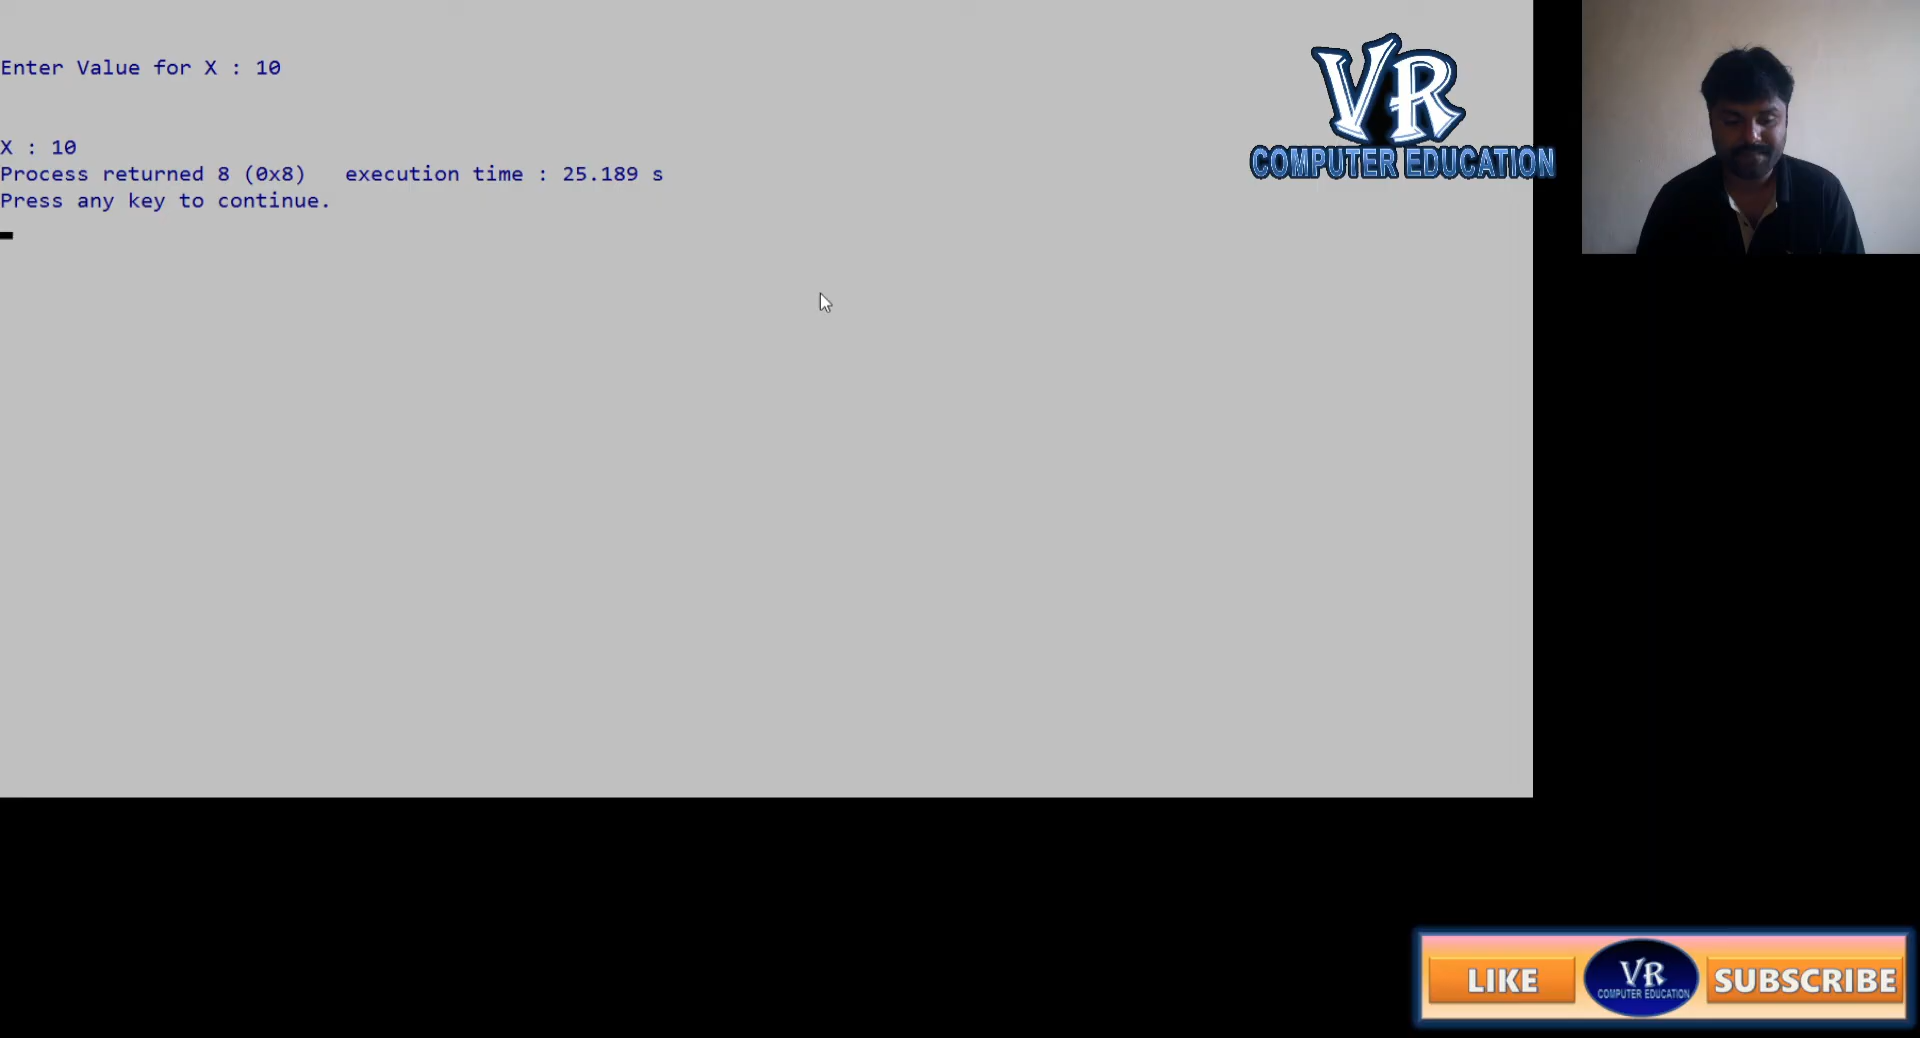 Enter Value for X : 10
X : 10
Process returned 8 (0x8)   execution time : 25.189 s
Press any key to continue.
VR
COMPUTER EDUCATION
LIKE
VR
COMPUTER EDUCATION
SUBSCRIBE